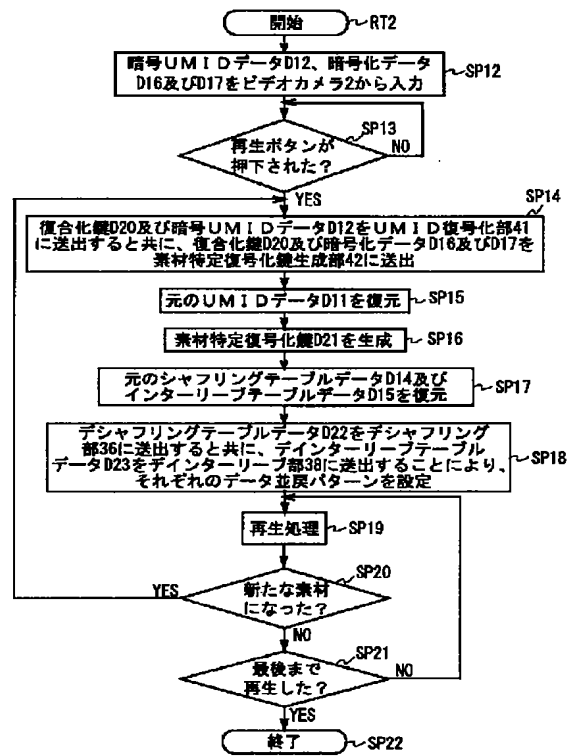 開始
RT2
暗号UMIDデータD12、暗号化データ
D16及びD17をビデオカメラ2から入力
SP12
SP13
再生ボタンが
押下された?
NO
YES
SP14
復合化鍵D20及び暗号UMIDデータD12をUMID復号化部41
に送出すると共に、復合化鍵D20及び暗号化データD16及びD17を
素材特定復号化鍵生成部42に送出
元のUMIDデータD11を復元
SP15
素材特定復号化鍵D21を生成
SP16
元のシャフリングテーブルデータD14及び
インターリーブテーブルデータD15を復元
SP17
デシャフリングテーブルデータD22をデシャフリング
部36に送出すると共に、デインターリーブテーブル
データD23をデインターリーブ部38に送出することにより、
それぞれのデータ並戻パターンを設定
SP18
再生処理
SP19
SP20
YES
新たな素材
になった?
NO
SP21
最後まで
再生した?
NO
YES
終了
SP22